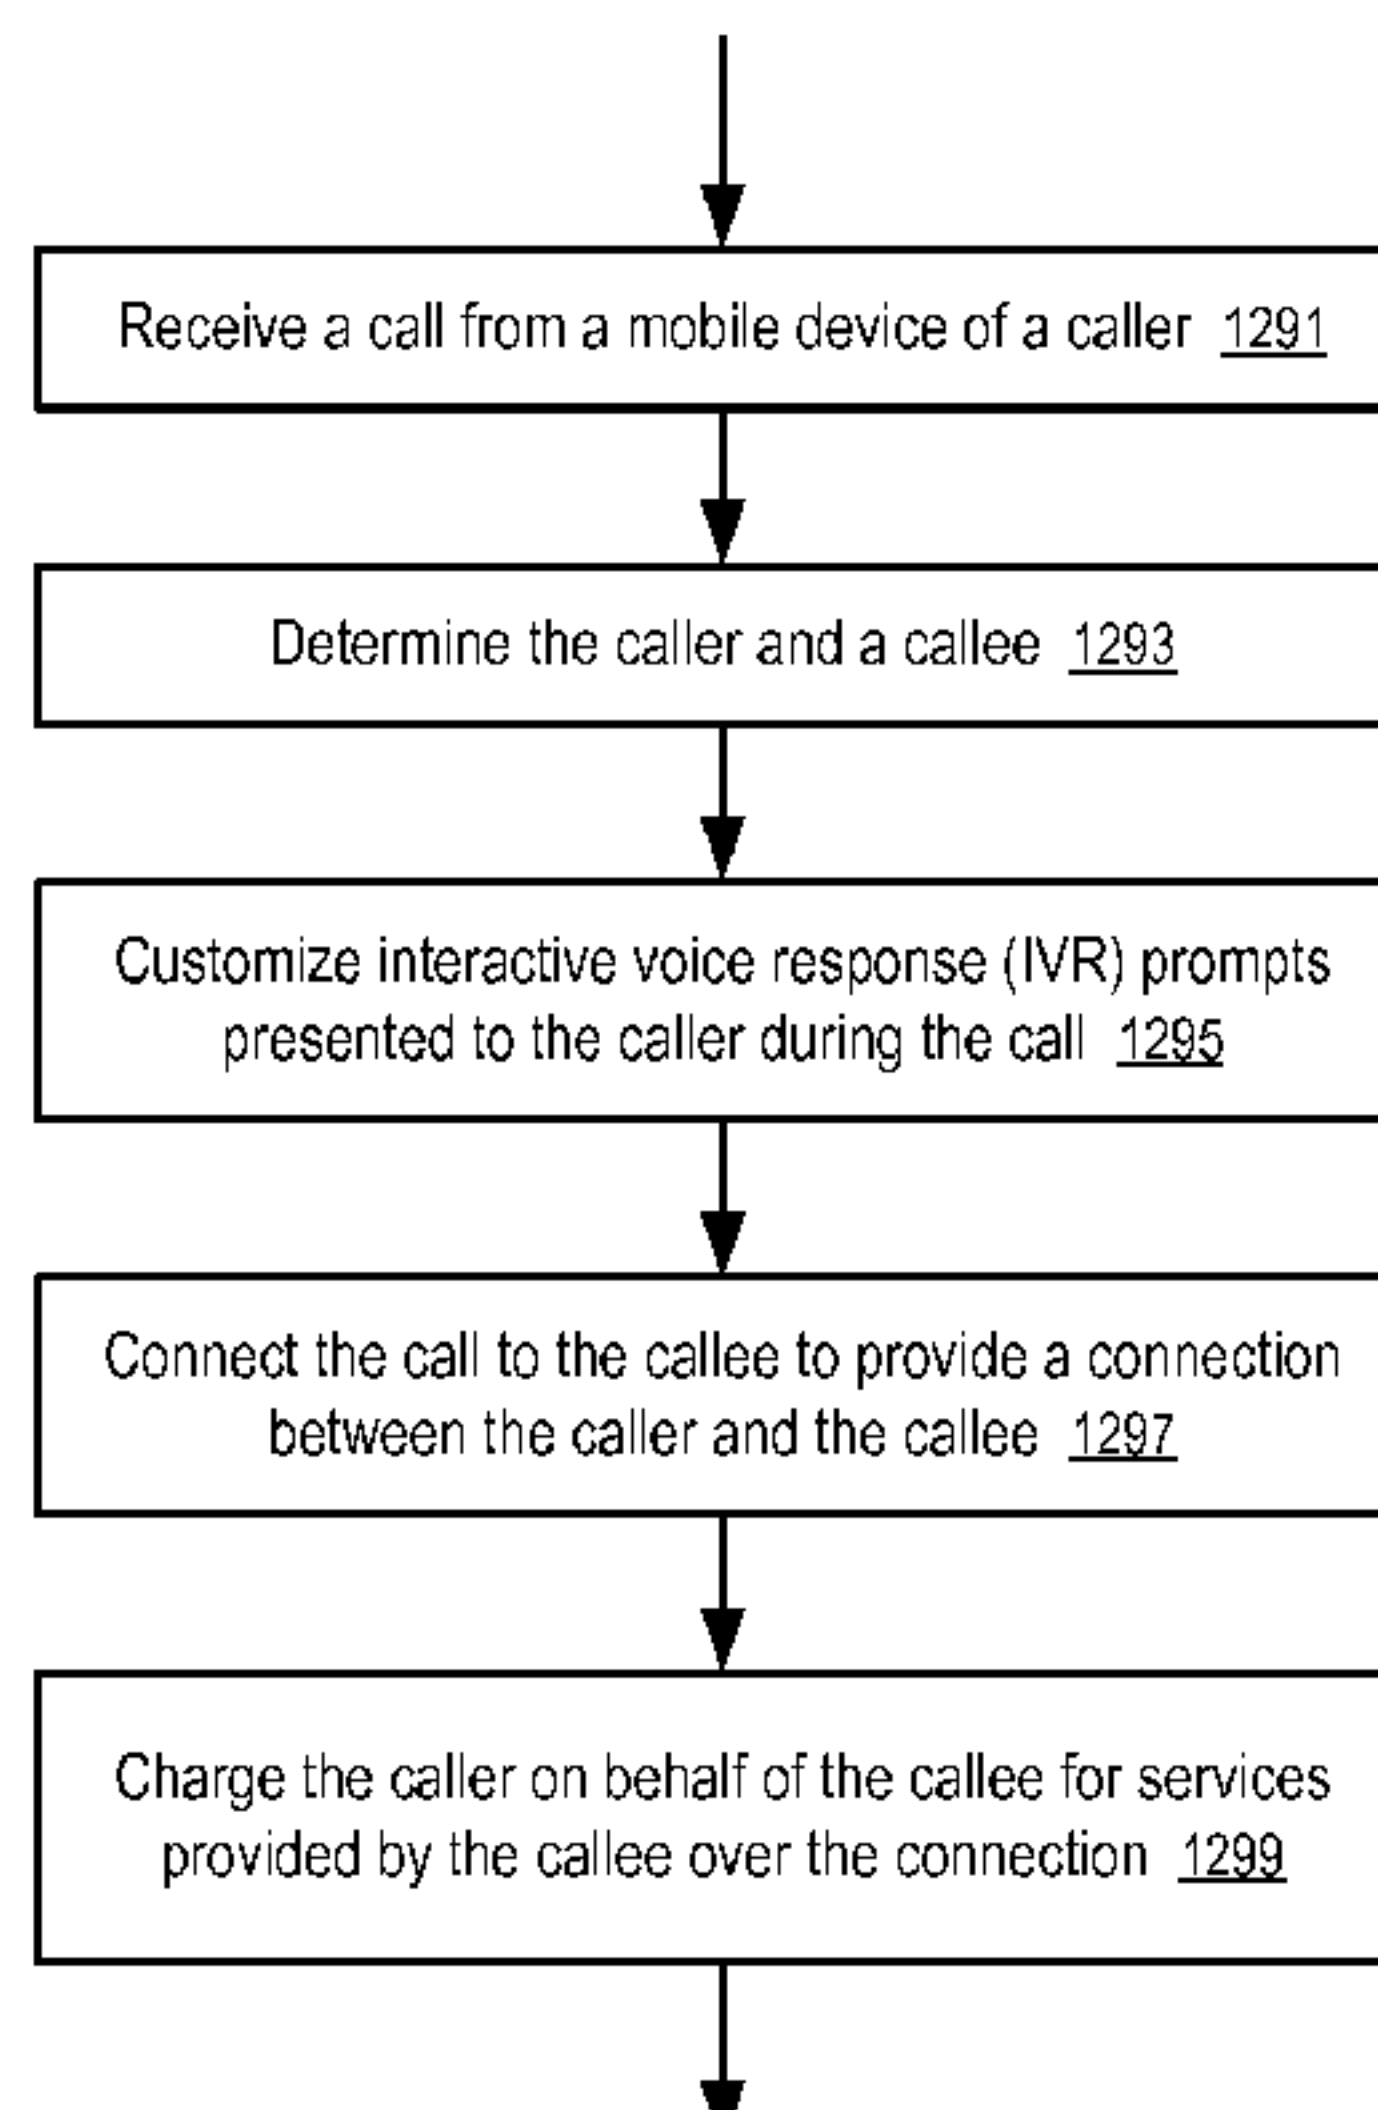 Receive a call from a mobile device of a caller 1291
Determine the caller and a callee 1293
Customize interactive voice response (IVR) prompts
presented to the caller during the call 1295
Connect the call to the callee to provide a connection
between the caller and the callee 1297
Charge the caller on behalf of the callee for services
provided by the callee over the connection 1299